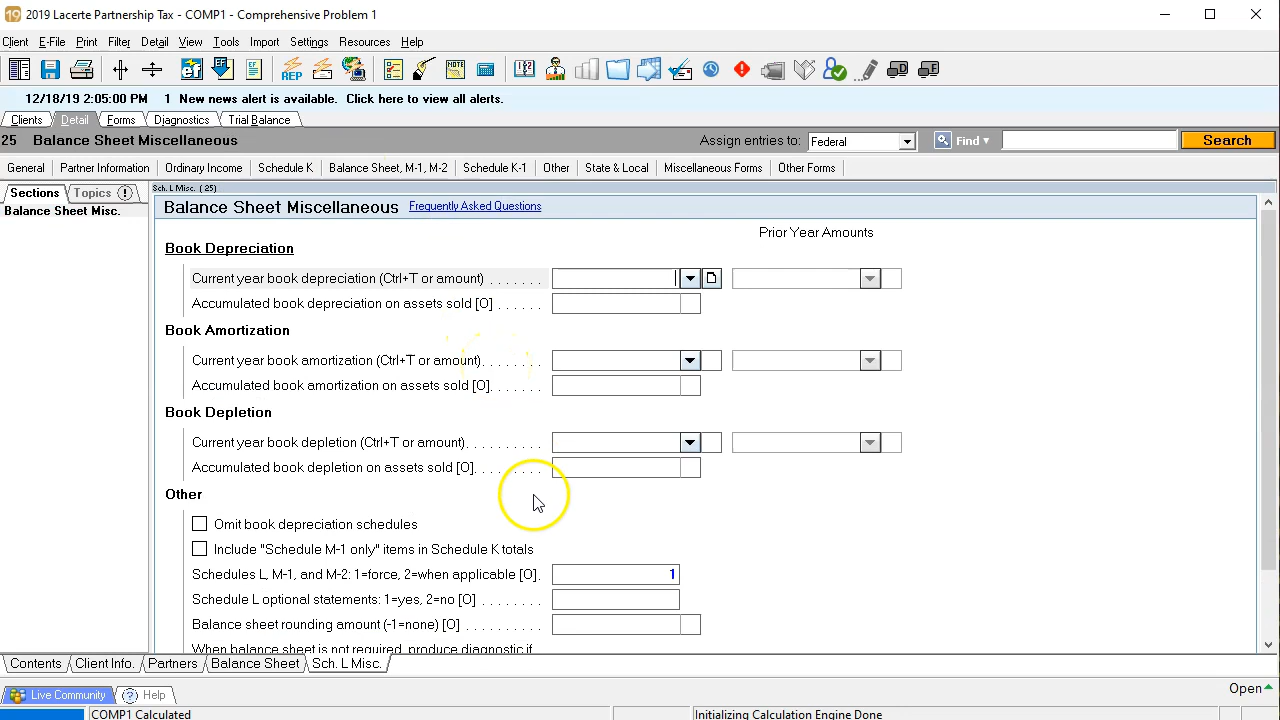 2019 Lacerte Partnership Tax - COMP1 - Comprehensive Problem 1
Client E-File Print Filter Detail View Tools Import Settings Resources Help
12/18/19 2:05:00 PM 1 New news alert is available. Click here to view all alerts.
Clients Detail Forms Diagnostics Trial Balance
25 Balance Sheet Miscellaneous Assign entries to: Federal Find Search
General Partner Information Ordinary Income Schedule K Balance Sheet, M-1, M-2 Schedule K-1 Other State & Local Miscellaneous Forms Other Forms
Sections Topics Sch. L Misc. (25)
Balance Sheet Misc.
Balance Sheet Miscellaneous Frequently Asked Questions
Prior Year Amounts
Book Depreciation
Current year book depreciation (Ctrl+T or amount) . . . . . . .
Accumulated book depreciation on assets sold [O] . . . . . .
Book Amortization
Current year book amortization (Ctrl+T or amount). . . . . . . .
Accumulated book amortization on assets sold [O]. . . . . . .
Book Depletion
Current year book depletion (Ctrl+T or amount). . . . . . . . . .
Accumulated book depletion on assets sold [O]. . . . . . . . .
Other
Omit book depreciation schedules
Include "Schedule M-1 only" items in Schedule K totals
Schedules L, M-1, and M-2: 1=force, 2=when applicable [O]. 1
Schedule L optional statements: 1=yes, 2=no [O] . . . . . . . .
Balance sheet rounding amount (-1=none) [O] . . . . . . . . . .
When balance sheet is not required, produce diagnostic if
Contents Client Info. Partners Balance Sheet Sch. L Misc.
Live Community Help Open
COMP1 Calculated Initializing Calculation Engine Done